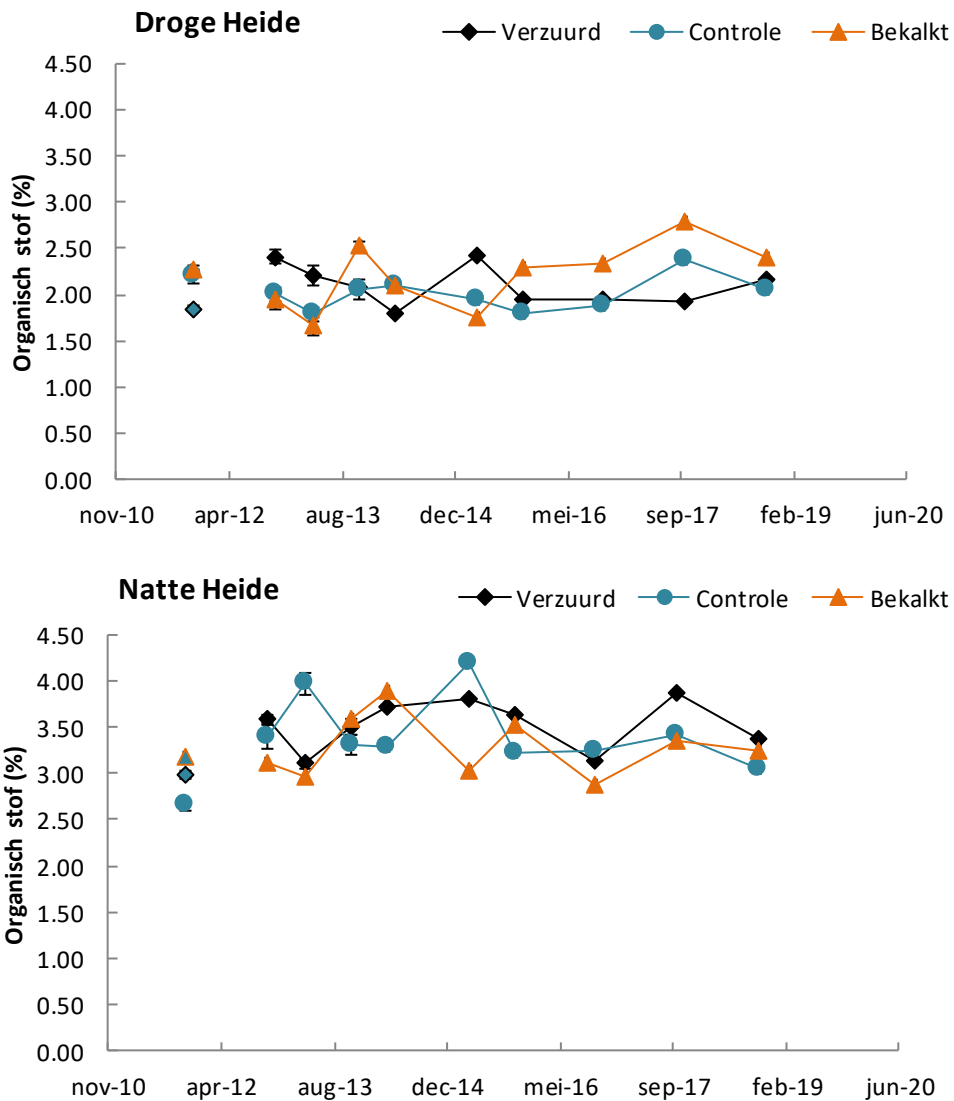 Droge Heide
Verzuurd Controle Bekalkt
Organisch stof (%)
4.50
4.00
3.50
3.00
2.50
2.00
1.50
1.00
0.50
0.00
nov-10 apr-12 aug-13 dec-14 mei-16 sep-17 feb-19 jun-20
Natte Heide
Verzuurd Controle Bekalkt
Organisch stof (%)
4.50
4.00
3.50
3.00
2.50
2.00
1.50
1.00
0.50
0.00
nov-10 apr-12 aug-13 dec-14 mei-16 sep-17 feb-19 jun-20